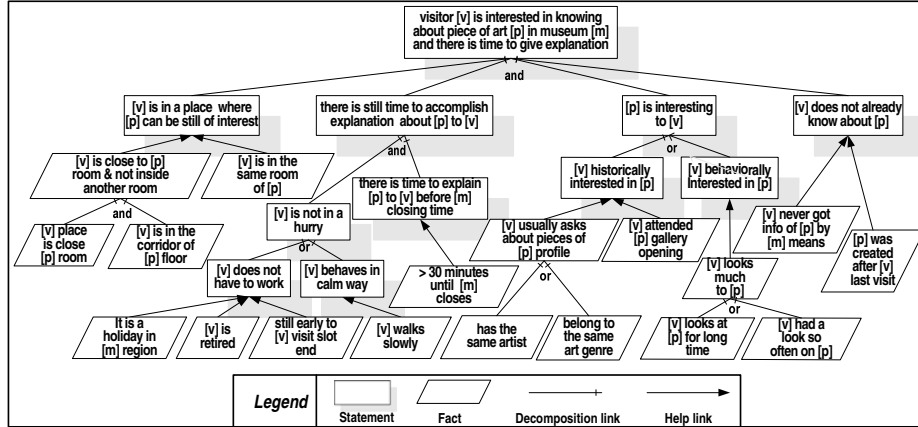 visitor [v] is interested in knowing
about piece of art [p] in museum [m]
and there is time to give explanation
and
[v] is in a place where
[p] can be still of interest
there is still time to accomplish
explanation about [p] to [v]
[p] is interesting
to [v]
[v] does not already
know about [p]
and
or
[v] is close to [p]
room & not inside
another room
[v] is in the
same room
of [p]
there is time to explain
[p] to [v] before [m]
closing time
[v] historically
interested in [p]
[v] behaviorally
Interested in [p]
and
[v] is not in a
hurry
[v] place
is close [p]
room
[v] is in the
corridor of
[p] floor
[v] usually asks
about pieces of
[p] profile
[v] attended
[p] gallery
opening
[v] never got
info of [p] by
[m] means
[p] was
created
after [v]
last visit
or
[v] does not
have to work
[v] behaves in
calm way
> 30 minutes
until [m]
closes
or
[v] looks
much
to [p]
or
It is a
holiday in
[m] region
[v] is
retired
still early to
[v] visit slot
end
[v] walks
slowly
has the
same artist
belong to
the same
art genre
[v] looks at
[p] for long
time
[v] had a
look so
often on [p]
Legend
Statement
Fact
Decomposition link
Help link